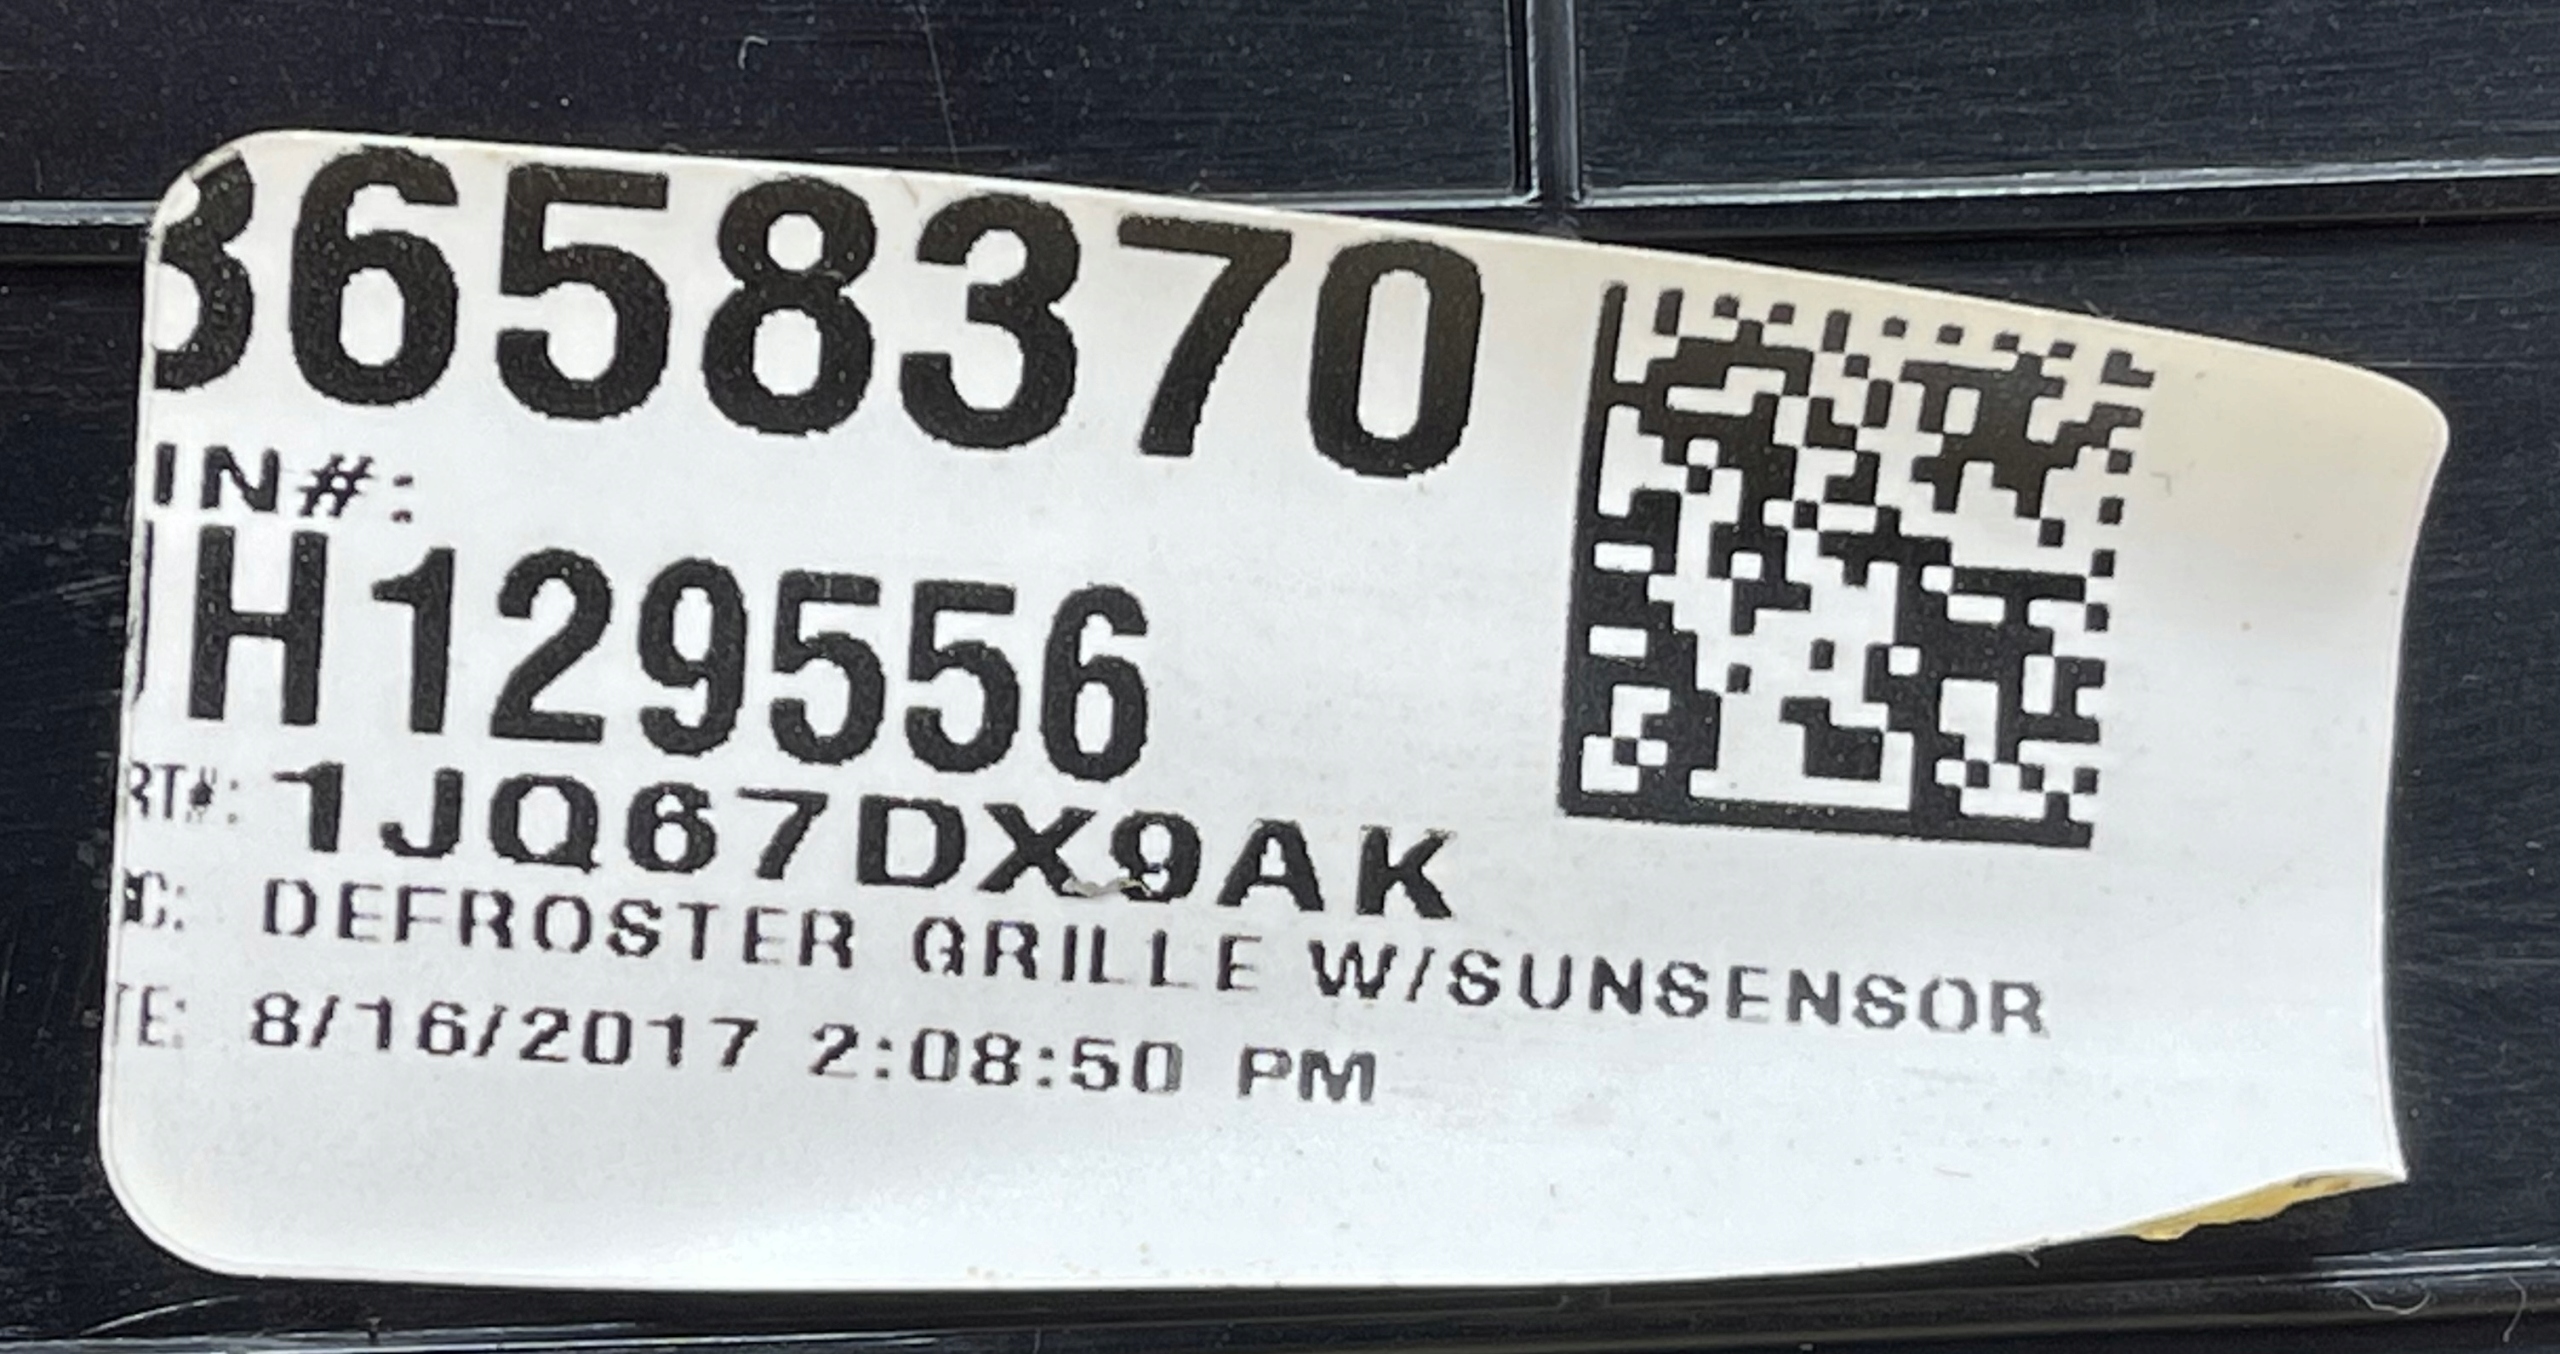 3658370
IN#:
H129556
RT#: 1JQ67DX9AK
C: DEFROSTER GRILLE W/SUNSENSOR
TE: 8/16/2017 2:08:50 PM